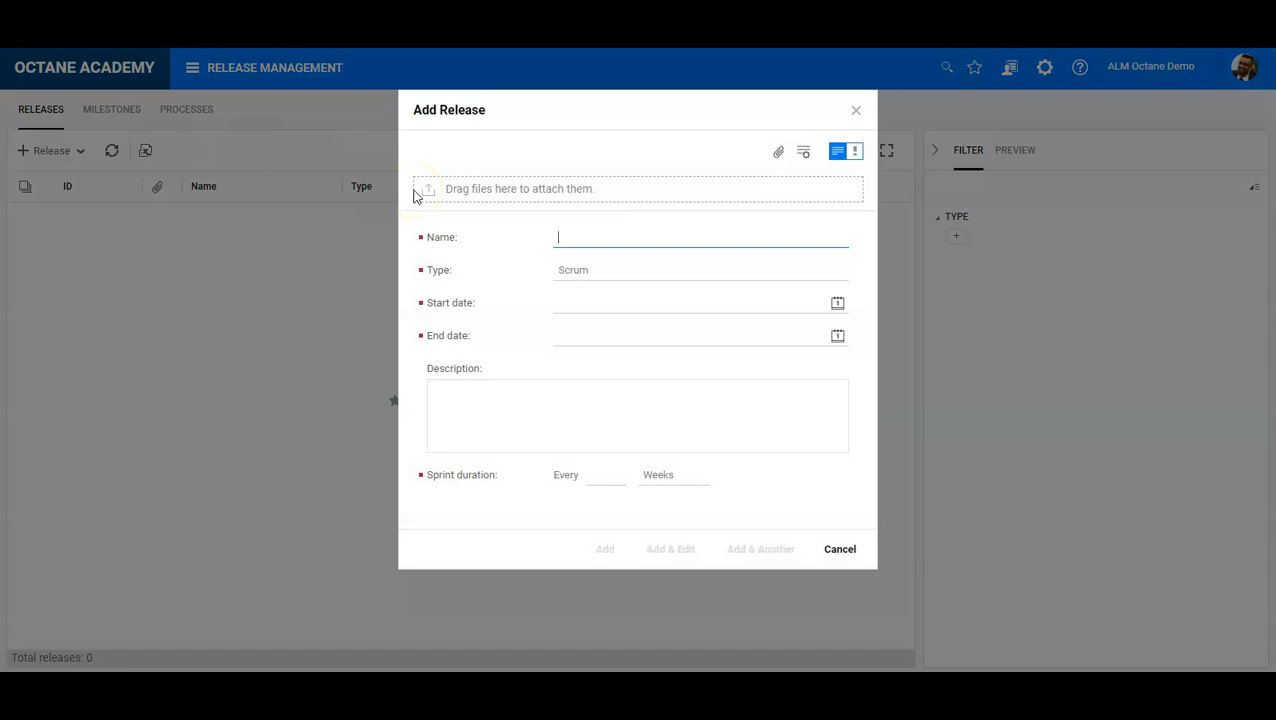 OCTANE ACADEMY
RELEASE MANAGEMENT
ALM Octane Demo
RELEASES
MILESTONES
PROCESSES
Release
ID
Name
Type
FILTER
PREVIEW
TYPE
+
Add Release
Drag files here to attach them.
Name:
Type:
Scrum
Start date:
1
End date:
1
Description:
Sprint duration:
Every
Weeks
Add
Add & Edit
Add & Another
Cancel
Total releases: 0